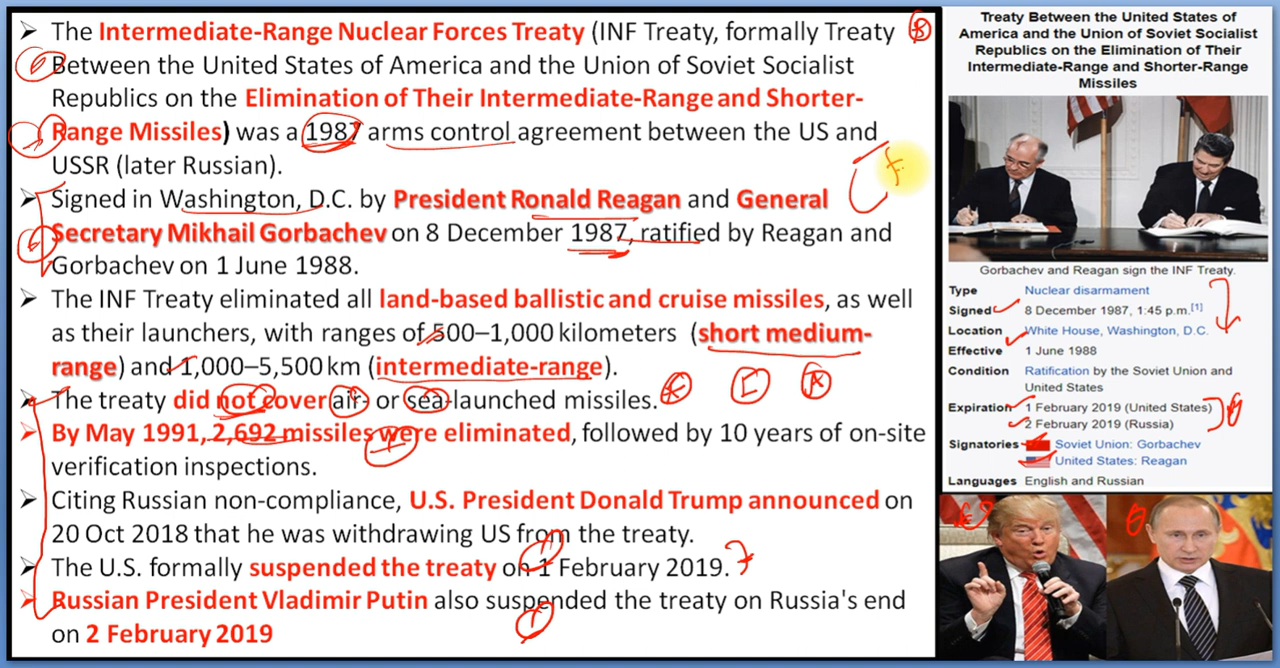 ➤ The Intermediate-Range Nuclear Forces Treaty (INF Treaty, formally Treaty
Between the United States of America and the Union of Soviet Socialist
Republics on the Elimination of Their Intermediate-Range and Shorter-
Range Missiles) was a 1987 arms control agreement between the US and
USSR (later Russian).
➤ Signed in Washington, D.C. by President Ronald Reagan and General
Secretary Mikhail Gorbachev on 8 December 1987, ratified by Reagan and
Gorbachev on 1 June 1988.
➤ The INF Treaty eliminated all land-based ballistic and cruise missiles, as well
as their launchers, with ranges of 500–1,000 kilometers (short medium-
range) and 1,000–5,500 km (intermediate-range).
➤ The treaty did not cover air- or sea-launched missiles.
➤ By May 1991, 2,692 missiles were eliminated, followed by 10 years of on-site
verification inspections.
➤ Citing Russian non-compliance, U.S. President Donald Trump announced on
20 Oct 2018 that he was withdrawing US from the treaty.
➤ The U.S. formally suspended the treaty on 1 February 2019.
➤ Russian President Vladimir Putin also suspended the treaty on Russia's end
on 2 February 2019
Treaty Between the United States of
America and the Union of Soviet Socialist
Republics on the Elimination of Their
Intermediate-Range and Shorter-Range
Missiles
Gorbachev and Reagan sign the INF Treaty.
Type Nuclear disarmament
Signed 8 December 1987, 1:45 p.m.[1]
Location White House, Washington, D.C.
Effective 1 June 1988
Condition Ratification by the Soviet Union and
United States
Expiration 1 February 2019 (United States)
2 February 2019 (Russia)
Signatories Soviet Union: Gorbachev
United States: Reagan
Languages English and Russian